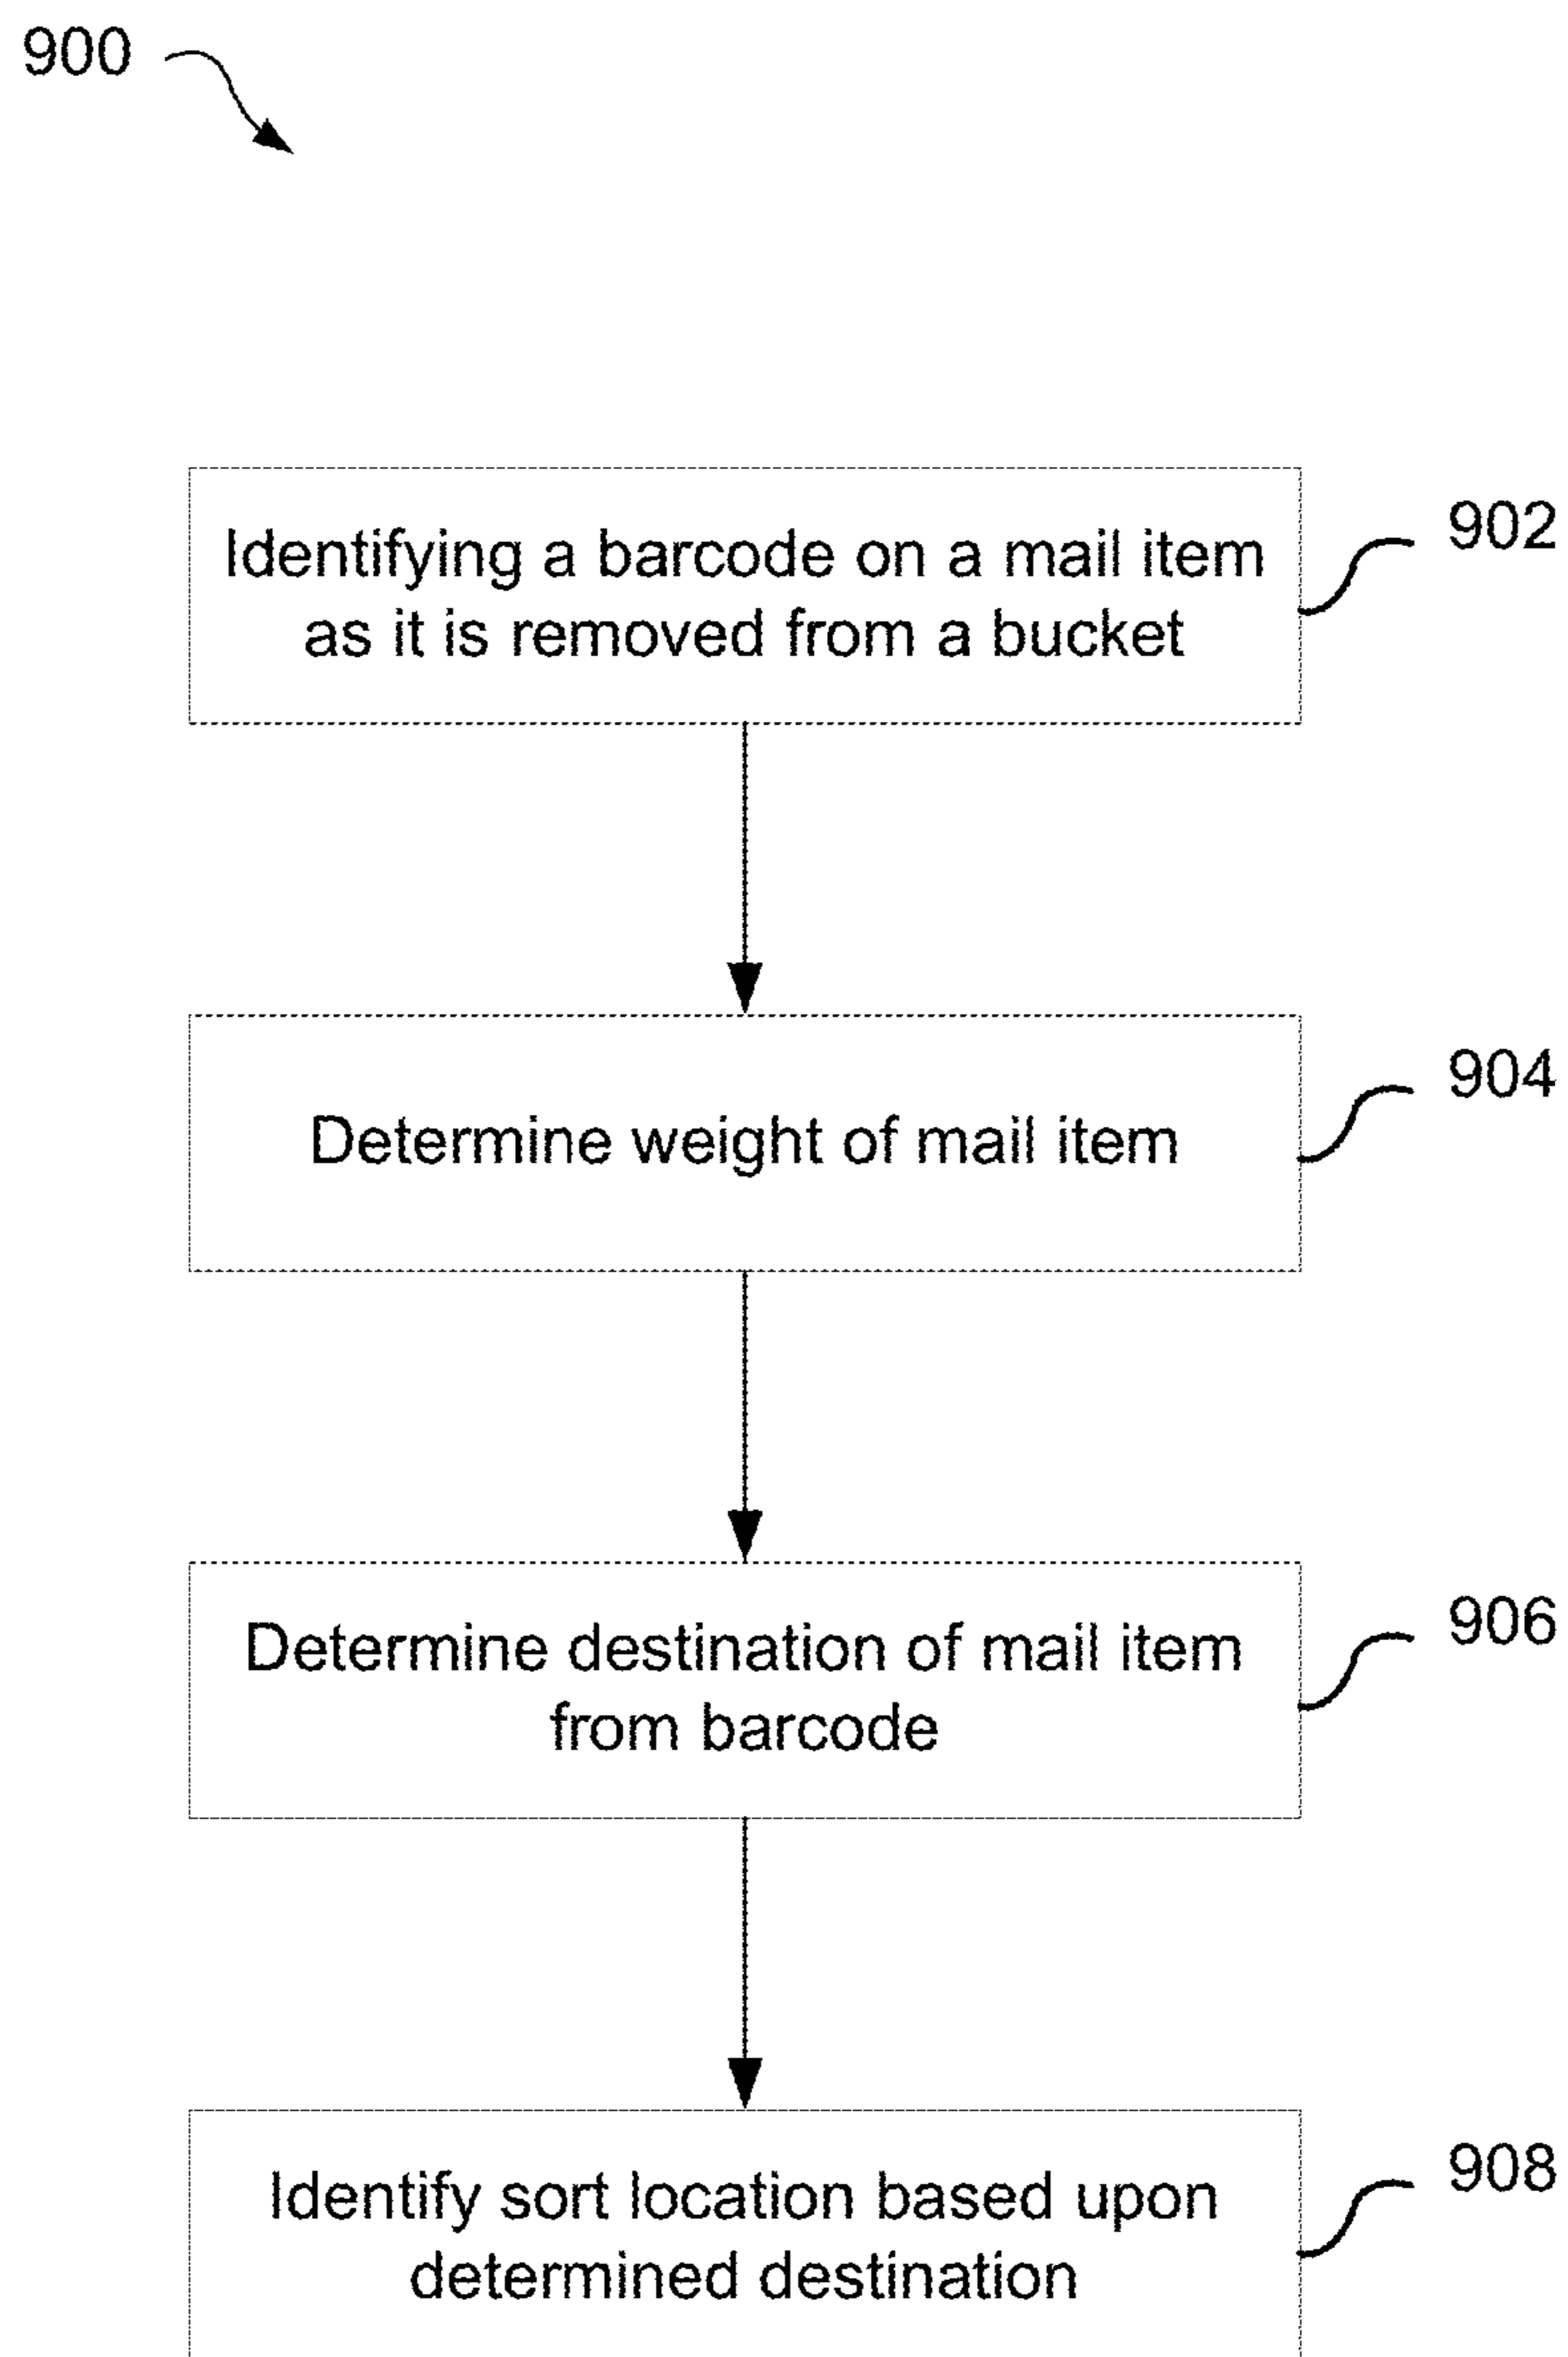 900
Identifying a barcode on a mail item
as it is removed from a bucket
902
Determine weight of mail item
904
Determine destination of mail item
from barcode
906
Identify sort location based upon
determined destination
908